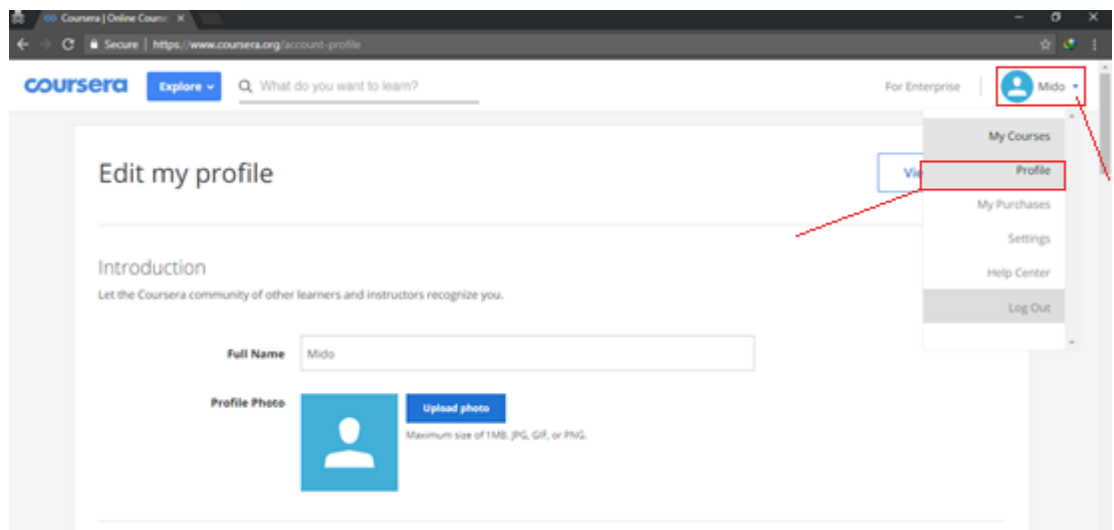 Coursera | Online Cours
Secure | https://www.coursera.org/account-profile
coursera
Explore
What do you want to learn?
For Enterprise
Mido
My Courses
Edit my profile
Vie
Profile
My Purchases
Settings
Introduction
Help Center
Let the Coursera community of other learners and instructors recognize you.
Log Out
Full Name
Mido
Profile Photo
Upload photo
Maximum size of 1MB. JPG, GIF, or PNG.